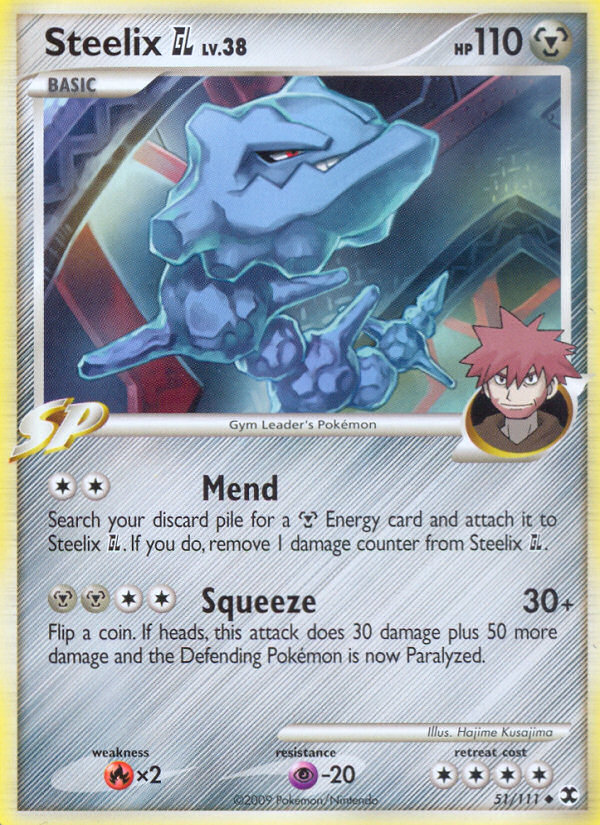 Steelix GL LV.38
HP 110
BASIC
SP
Gym Leader's Pokémon
Mend
Search your discard pile for a Energy card and attach it to
Steelix GL. If you do, remove 1 damage counter from Steelix GL.
Squeeze 30+
Flip a coin. If heads, this attack does 30 damage plus 50 more
damage and the Defending Pokémon is now Paralyzed.
Illus. Hajime Kusajima
weakness resistance retreat cost
×2 -20
©2009 Pokémon/Nintendo 51/111